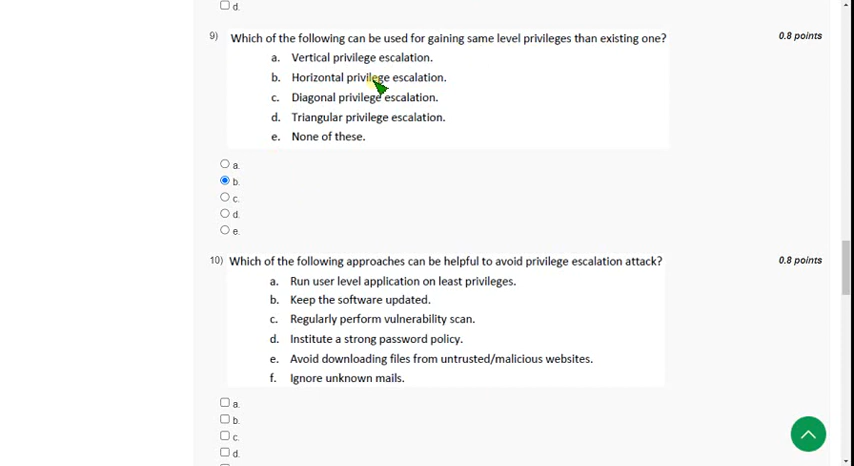 d.
9) Which of the following can be used for gaining same level privileges than existing one? 0.8 points
a. Vertical privilege escalation.
b. Horizontal privilege escalation.
c. Diagonal privilege escalation.
d. Triangular privilege escalation.
e. None of these.
a.
b.
c.
d.
e.
10) Which of the following approaches can be helpful to avoid privilege escalation attack? 0.8 points
a. Run user level application on least privileges.
b. Keep the software updated.
c. Regularly perform vulnerability scan.
d. Institute a strong password policy.
e. Avoid downloading files from untrusted/malicious websites.
f. Ignore unknown mails.
a.
b.
c.
d.